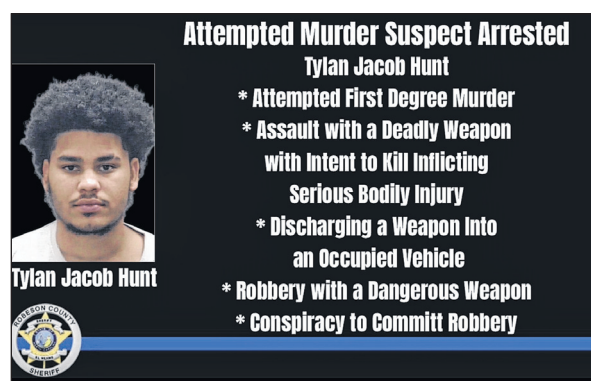 Attempted Murder Suspect Arrested
Tylan Jacob Hunt
* Attempted First Degree Murder
* Assault with a Deadly Weapon
with Intent to Kill Inflicting
Serious Bodily Injury
* Discharging a Weapon Into
an Occupied Vehicle
* Robbery with a Dangerous Weapon
* Conspiracy to Committ Robbery
Tylan Jacob Hunt
ROBESON COUNTY
SHERIFF